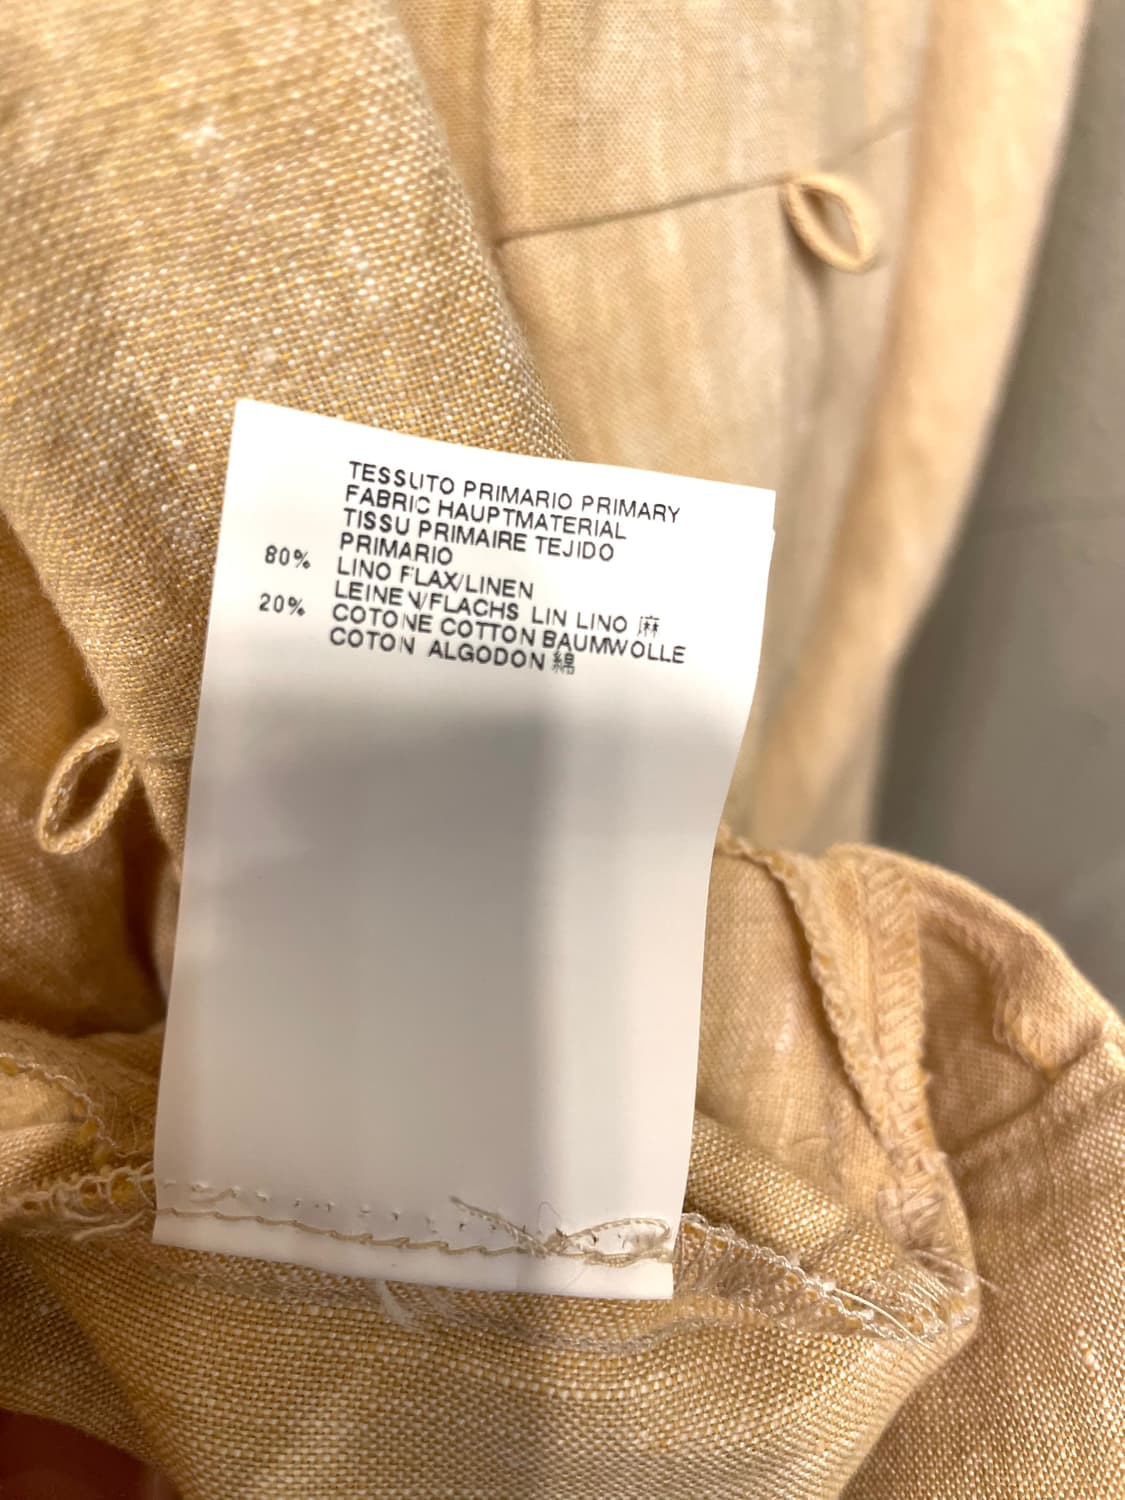 TESSUTO PRIMARIO PRIMARY
FABRIC HAUPTMATERIAL
TISSU PRIMAIRE TEJIDO
PRIMARIO
80% LINO FLAX/LINEN
LEINEN/FLACHS LIN LINO 麻
20% COTONE COTTON BAUMWOLLE
COTON ALGODON 綿